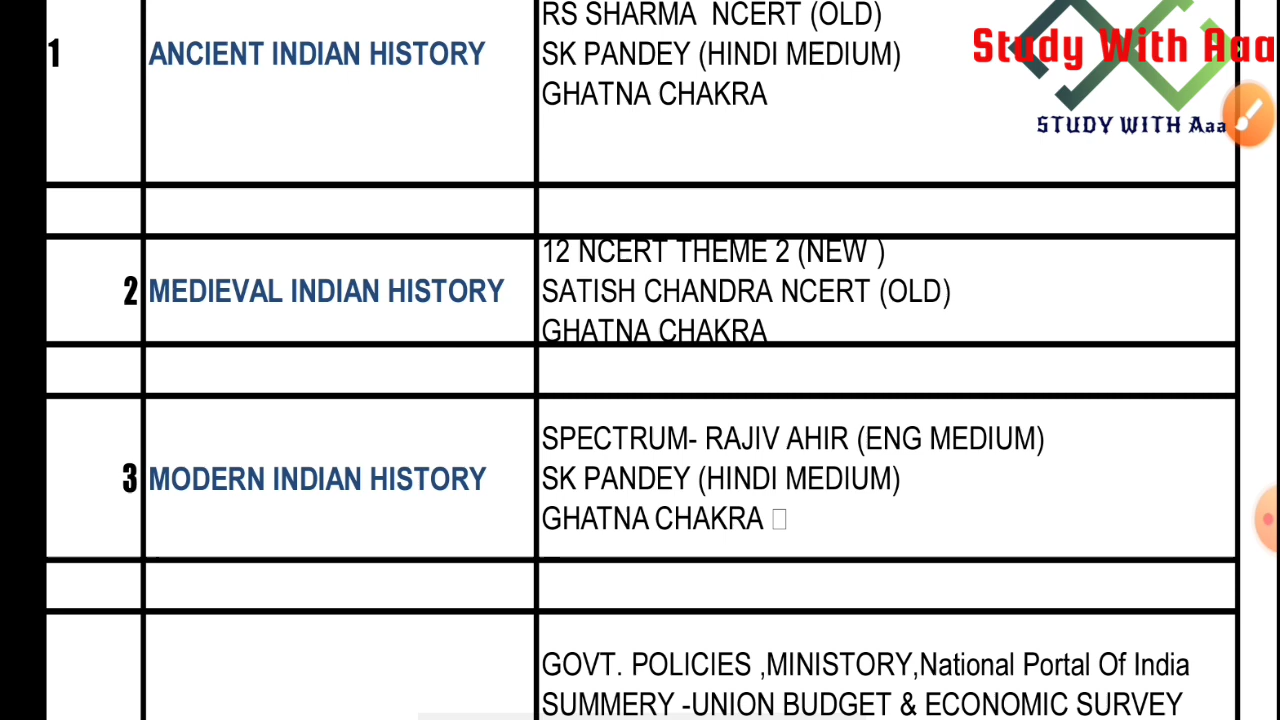 RS SHARMA  NCERT (OLD)
Study With Aaa
1
ANCIENT INDIAN HISTORY
SK PANDEY (HINDI MEDIUM)
GHATNA CHAKRA
STUDY WITH Aaa
12 NCERT THEME 2 (NEW )
2
MEDIEVAL INDIAN HISTORY
SATISH CHANDRA NCERT (OLD)
GHATNA CHAKRA
SPECTRUM- RAJIV AHIR (ENG MEDIUM)
3
MODERN INDIAN HISTORY
SK PANDEY (HINDI MEDIUM)
GHATNA CHAKRA
GOVT. POLICIES ,MINISTORY,National Portal Of India
SUMMERY -UNION BUDGET & ECONOMIC SURVEY